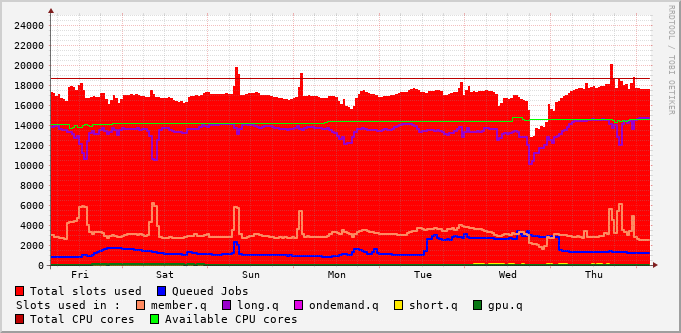 RRDTOOL / TOBI OETIKER
24000
22000
20000
18000
16000
14000
12000
10000
8000
6000
4000
2000
0
Fri Sat Sun Mon Tue Wed Thu
Total slots used Queued Jobs
Slots used in : member.q long.q ondemand.q short.q gpu.q
Total CPU cores Available CPU cores